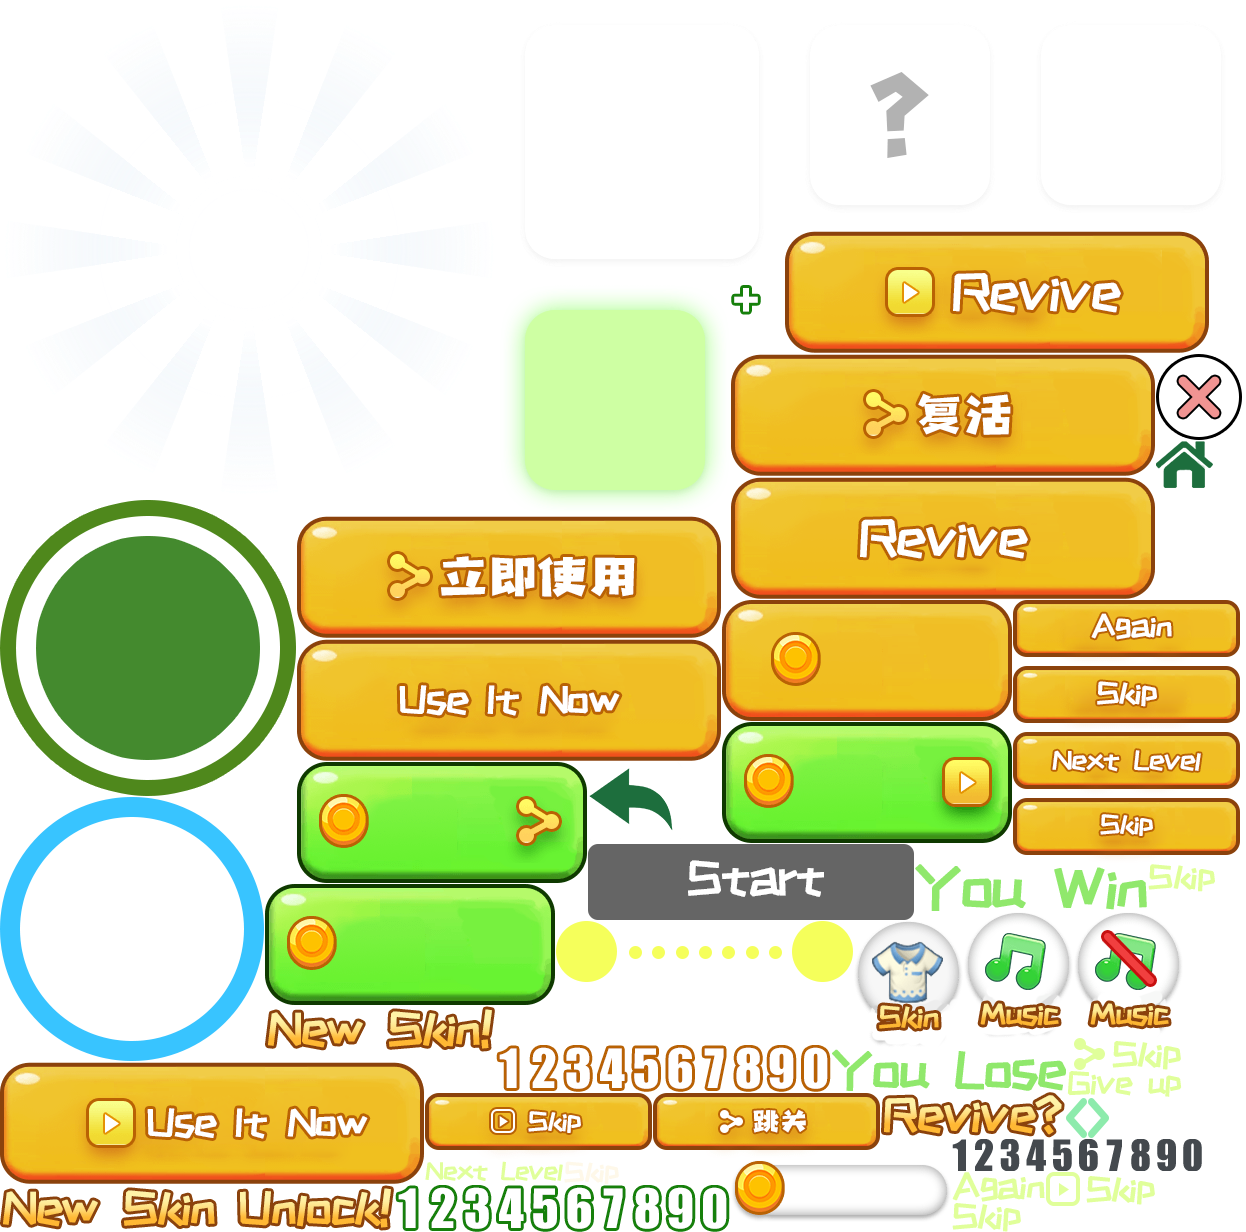 ?
Revive
复活
Revive
立即使用
Again
Use It Now
Skip
Next Level
Skip
Start
You Win
Skip
Skin
Music
Music
New Skin!
1234567890
You Lose
Skip
Give up
Use It Now
Skip
跳关
Revive?
1234567890
Next Level
Skip
Again
Skip
New Skin Unlock!
1234567890
Skip